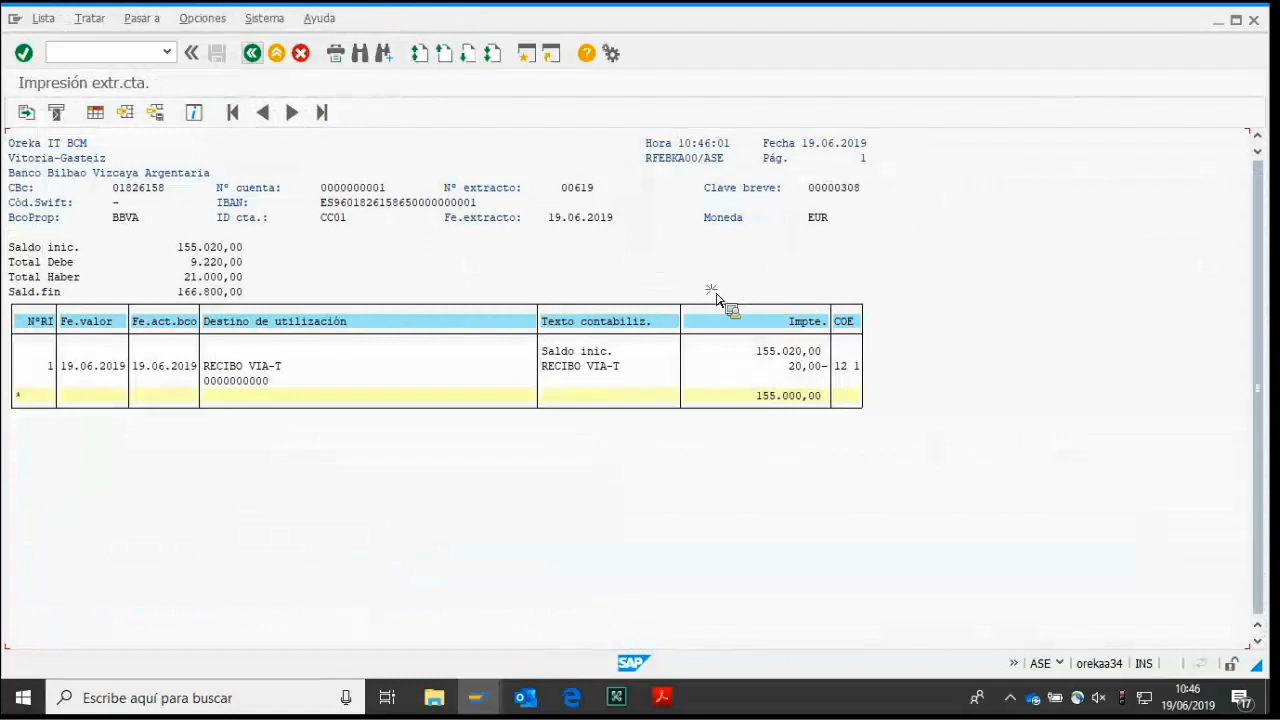 Lista Tratar Pasar a Opciones Sistema Ayuda
Impresión extr.cta.
Oreka IT BCM Hora 10:46:01 Fecha 19.06.2019
Vitoria-Gasteiz RFEBKA00/ASE Pág. 1
Banco Bilbao Vizcaya Argentaria
CBc: 01826158 N° cuenta: 0000000001 N° extracto: 00619 Clave breve: 00000308
Cód.Swift: - IBAN: ES9601826158650000000001
BcoProp: BBVA ID cta.: CC01 Fe.extracto: 19.06.2019 Moneda EUR
Saldo inic. 155.020,00
Total Debe 9.220,00
Total Haber 21.000,00
Sald.fin 166.800,00
N°RI Fe.valor Fe.act.bco Destino de utilización Texto contabiliz. Impte. COE
Saldo inic. 155.020,00
1 19.06.2019 19.06.2019 RECIBO VIA-T RECIBO VIA-T 20,00- 12 1
0000000000
* 155.000,00
SAP » ASE orekaa34 INS
Escribe aquí para buscar
10:46
19/06/2019
17